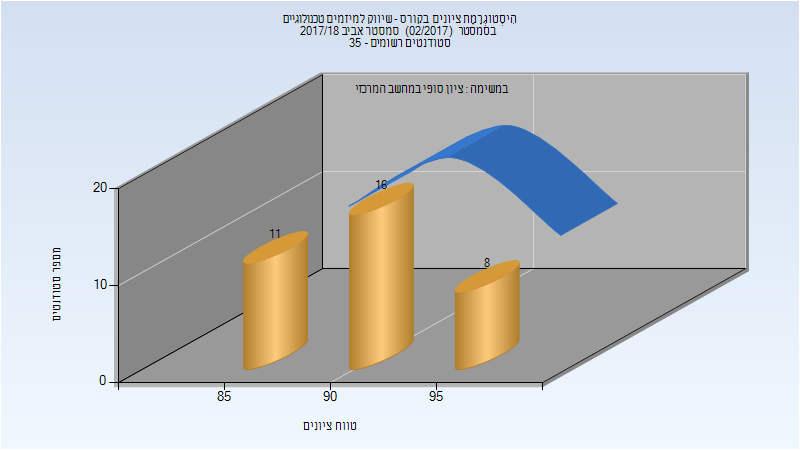 היסטוגרמת ציונים בקורס - שיווק למיזמים טכנולוגיים
בסמסטר (02/2017) סמסטר אביב 2017/18
סטודנטים רשומים - 35
במשימה : ציון סופי במחשב המרכזי
16
11
8
20
10
0
מספר סטודנטים
85
90
95
טווח ציונים